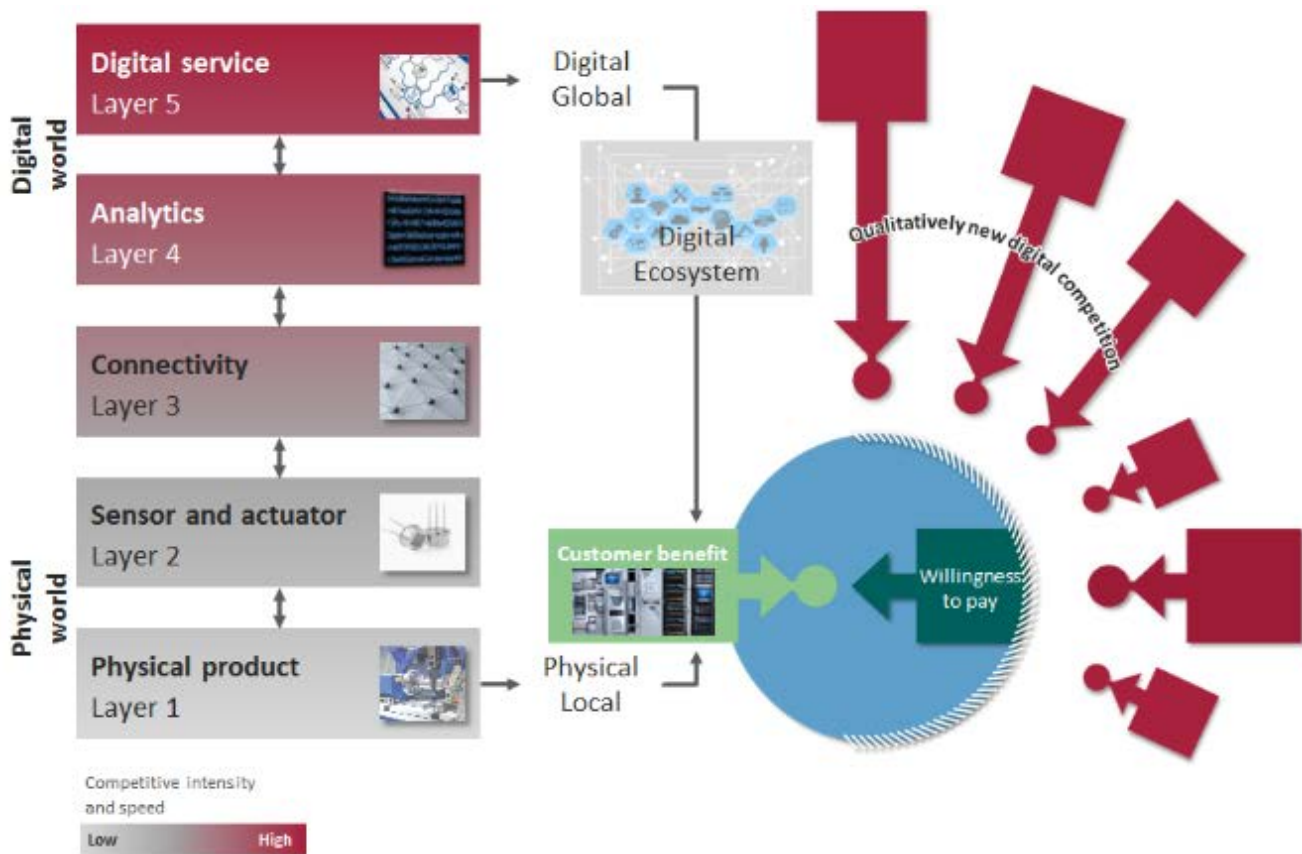 Digital world
Digital service
Layer 5
Analytics
Layer 4
Connectivity
Layer 3
Physical world
Sensor and actuator
Layer 2
Physical product
Layer 1
Competitive intensity
and speed
Low
High
Digital
Global
Digital
Ecosystem
Customer benefit
Physical
Local
Willingness
to pay
Qualitatively new digital competition